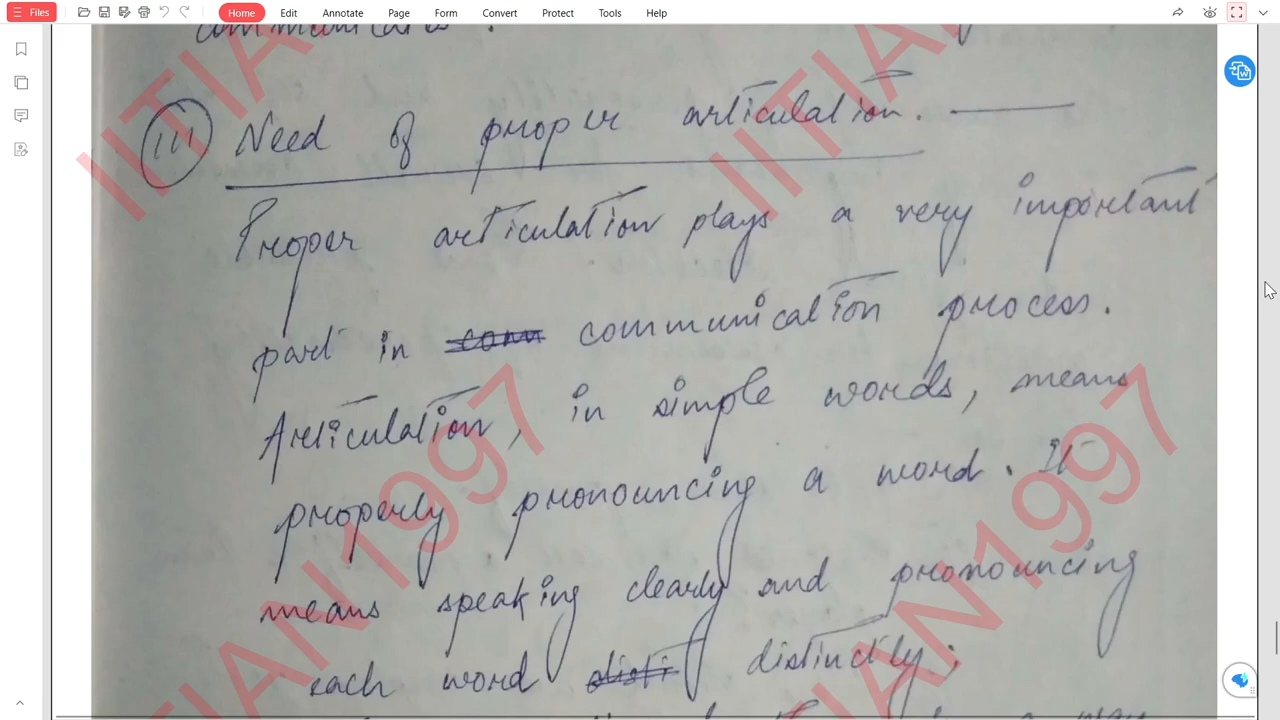 Files
Home
Edit
Annotate
Page
Form
Convert
Protect
Tools
Help
(iii) Need of proper articulation. —
Proper articulation plays a very important
part in communication process.
Articulation, in simple words, means
properly pronouncing a word. It
means speaking clearly and pronouncing
each word distinctly;
IITIAN1997